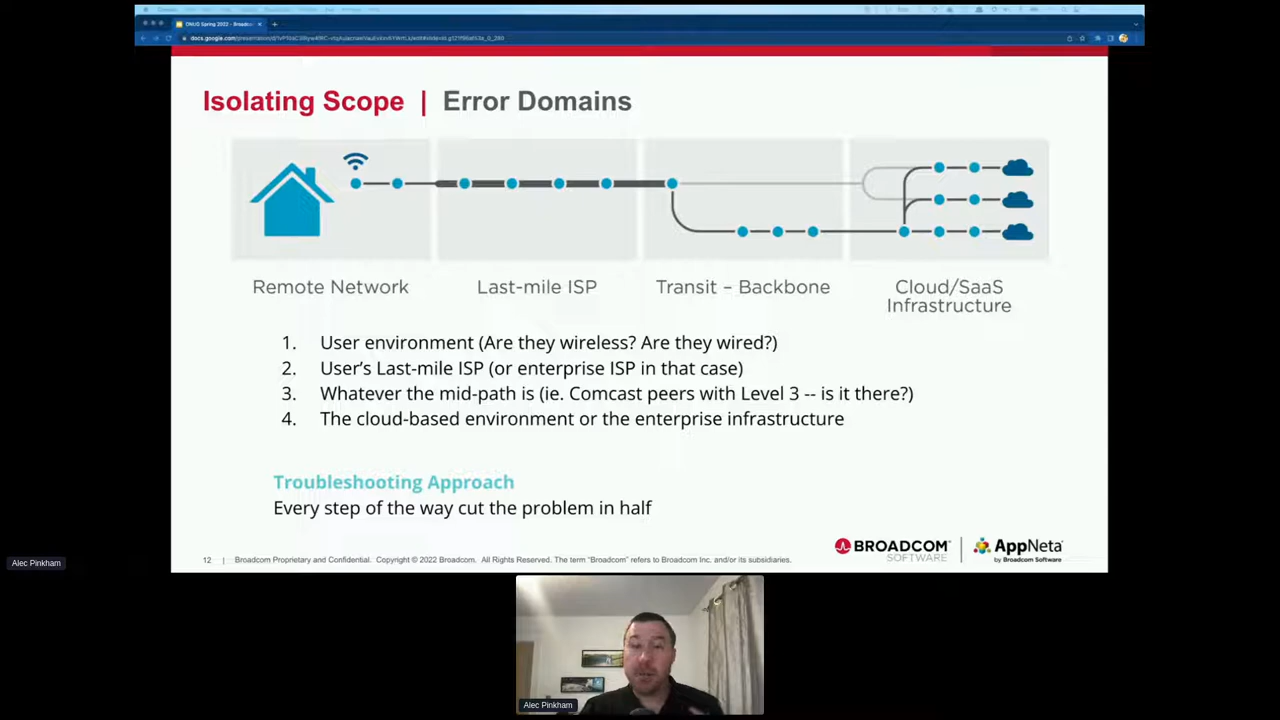 ONUG Spring 2022 - Broadcom
Isolating Scope | Error Domains
Remote Network
Last-mile ISP
Transit – Backbone
Cloud/SaaS
Infrastructure
1. User environment (Are they wireless? Are they wired?)
2. User's Last-mile ISP (or enterprise ISP in that case)
3. Whatever the mid-path is (ie. Comcast peers with Level 3 -- is it there?)
4. The cloud-based environment or the enterprise infrastructure
Troubleshooting Approach
Every step of the way cut the problem in half
12 | Broadcom Proprietary and Confidential. Copyright © 2022 Broadcom. All Rights Reserved. The term “Broadcom” refers to Broadcom Inc. and/or its subsidiaries.
BROADCOM
SOFTWARE
AppNeta
by Broadcom Software
Alec Pinkham
Alec Pinkham